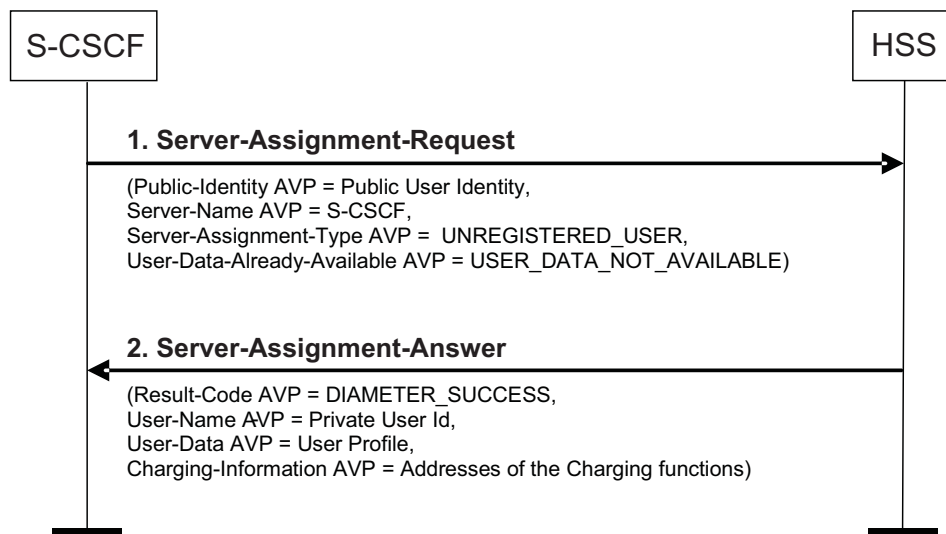 S-CSCF
HSS
1. Server-Assignment-Request
(Public-Identity AVP = Public User Identity,
Server-Name AVP = S-CSCF,
Server-Assignment-Type AVP =  UNREGISTERED_USER,
User-Data-Already-Available AVP = USER_DATA_NOT_AVAILABLE)
2. Server-Assignment-Answer
(Result-Code AVP = DIAMETER_SUCCESS,
User-Name AVP = Private User Id,
User-Data AVP = User Profile,
Charging-Information AVP = Addresses of the Charging functions)